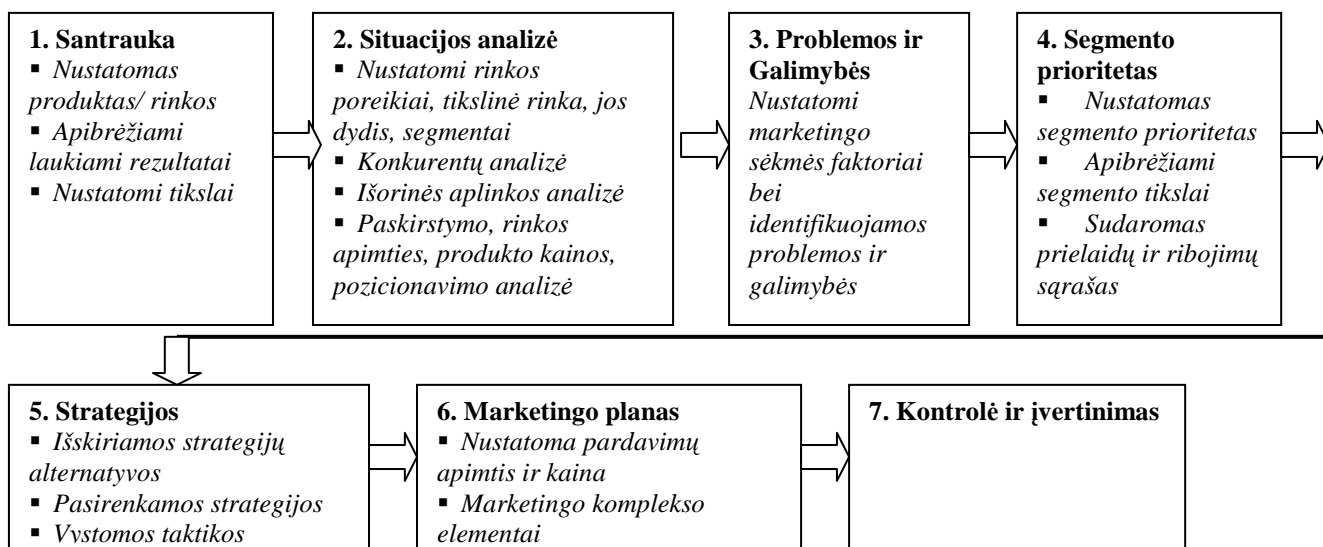 1. Santrauka
▪ Nustatomas
produktas/ rinkos
▪ Apibrėžiami
laukiami rezultatai
▪ Nustatomi tikslai
2. Situacijos analizė
▪ Nustatomi rinkos
poreikiai, tikslinė rinka, jos
dydis, segmentai
▪ Konkurentų analizė
▪ Išorinės aplinkos analizė
▪ Paskirstymo, rinkos
apimties, produkto kainos,
pozicionavimo analizė
3. Problemos ir
Galimybės
Nustatomi
marketingo
sėkmės faktoriai
bei
identifikuojamos
problemos ir
galimybės
4. Segmento
prioritetas
▪ Nustatomas
segmento prioritetas
▪ Apibrėžiami
segmento tikslai
▪ Sudaromas
prielaidų ir ribojimų
sąrašas
5. Strategijos
▪ Išskiriamos strategijų
alternatyvos
▪ Pasirenkamos strategijos
▪ Vystomos taktikos
6. Marketingo planas
▪ Nustatoma pardavimų
apimtis ir kaina
▪ Marketingo komplekso
elementai
7. Kontrolė ir įvertinimas